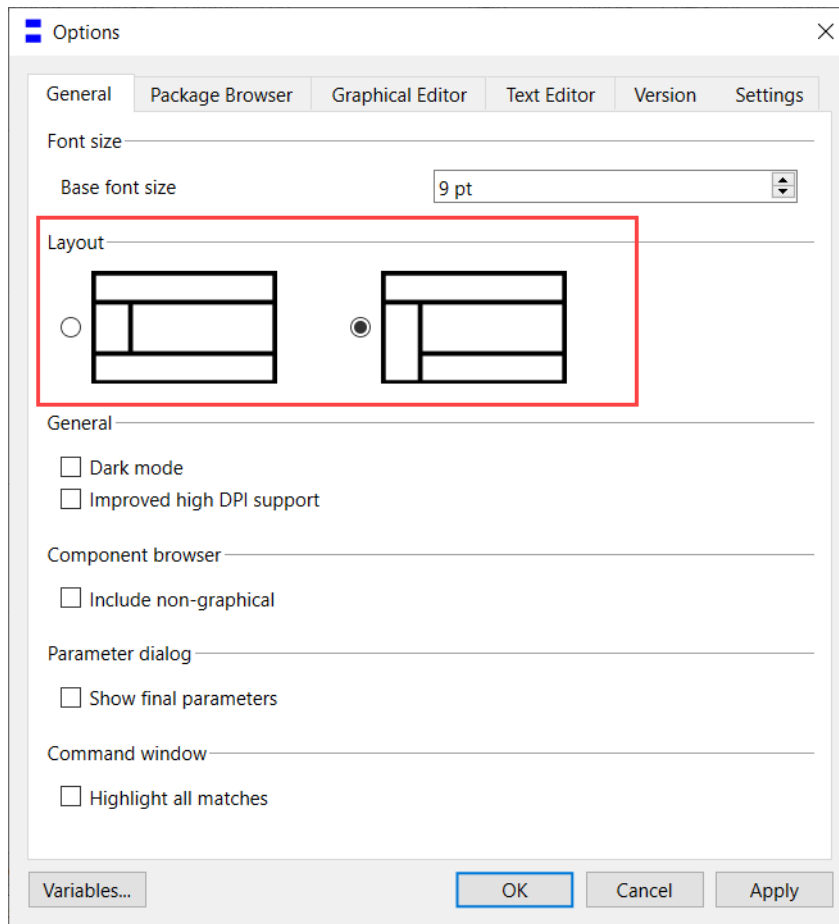 Options
General Package Browser Graphical Editor Text Editor Version Settings
Font size
Base font size 9 pt
Layout
General
Dark mode
Improved high DPI support
Component browser
Include non-graphical
Parameter dialog
Show final parameters
Command window
Highlight all matches
Variables... OK Cancel Apply